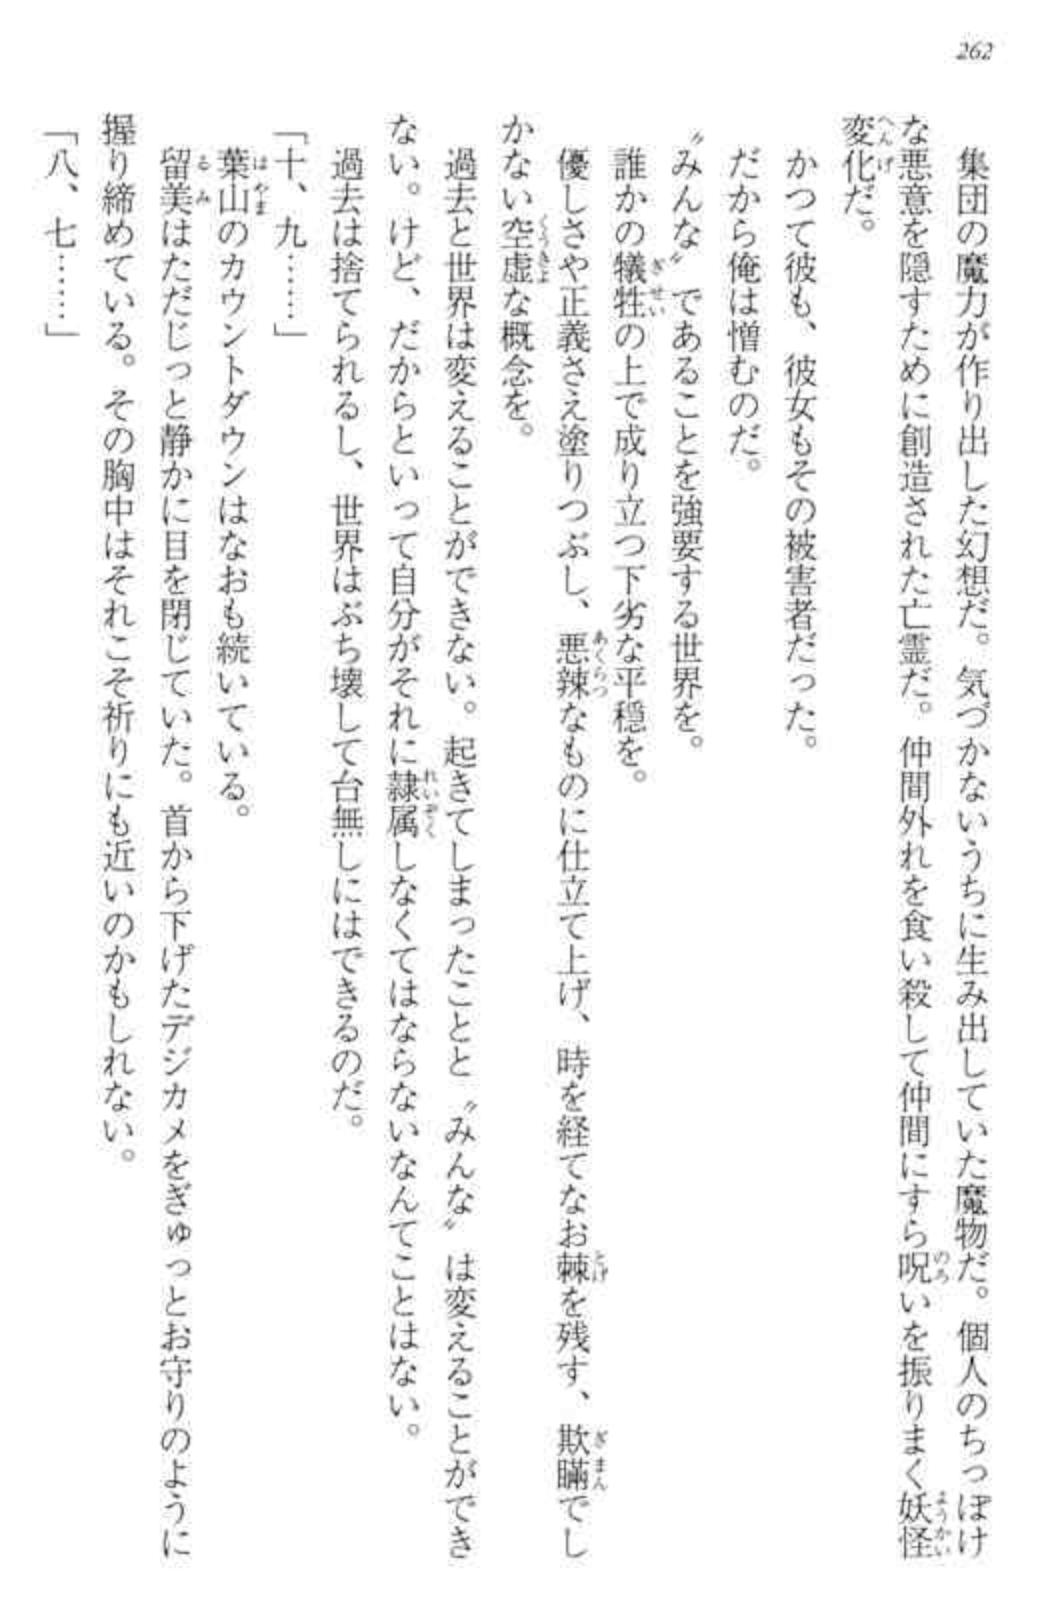 262
集団の魔力が作り出した幻想だ。気づかないうちに生み出していた魔物だ。個人のちっぽけ
な悪意を隠すために創造された亡霊だ。仲間外れを食い殺して仲間にすら呪いを振りまく妖怪
変化だ。
かつて彼も、彼女もその被害者だった。
だから俺は憎むのだ。
〝みんな〟であることを強要する世界を。
誰かの犠牲の上で成り立つ下劣な平穏を。
優しさや正義さえ塗りつぶし、悪辣なものに仕立て上げ、時を経てなお棘を残す、欺瞞でし
かない空虚な概念を。
過去と世界は変えることができない。起きてしまったことと〝みんな〟は変えることができ
ない。けど、だからといって自分がそれに隷属しなくてはならないなんてことはない。
過去は捨てられるし、世界はぶち壊して台無しにはできるのだ。
「十、九……」
葉山のカウントダウンはなおも続いている。
留美はただじっと静かに目を閉じていた。首から下げたデジカメをぎゅっとお守りのように
握り締めている。その胸中はそれこそ祈りにも近いのかもしれない。
「八、七……」